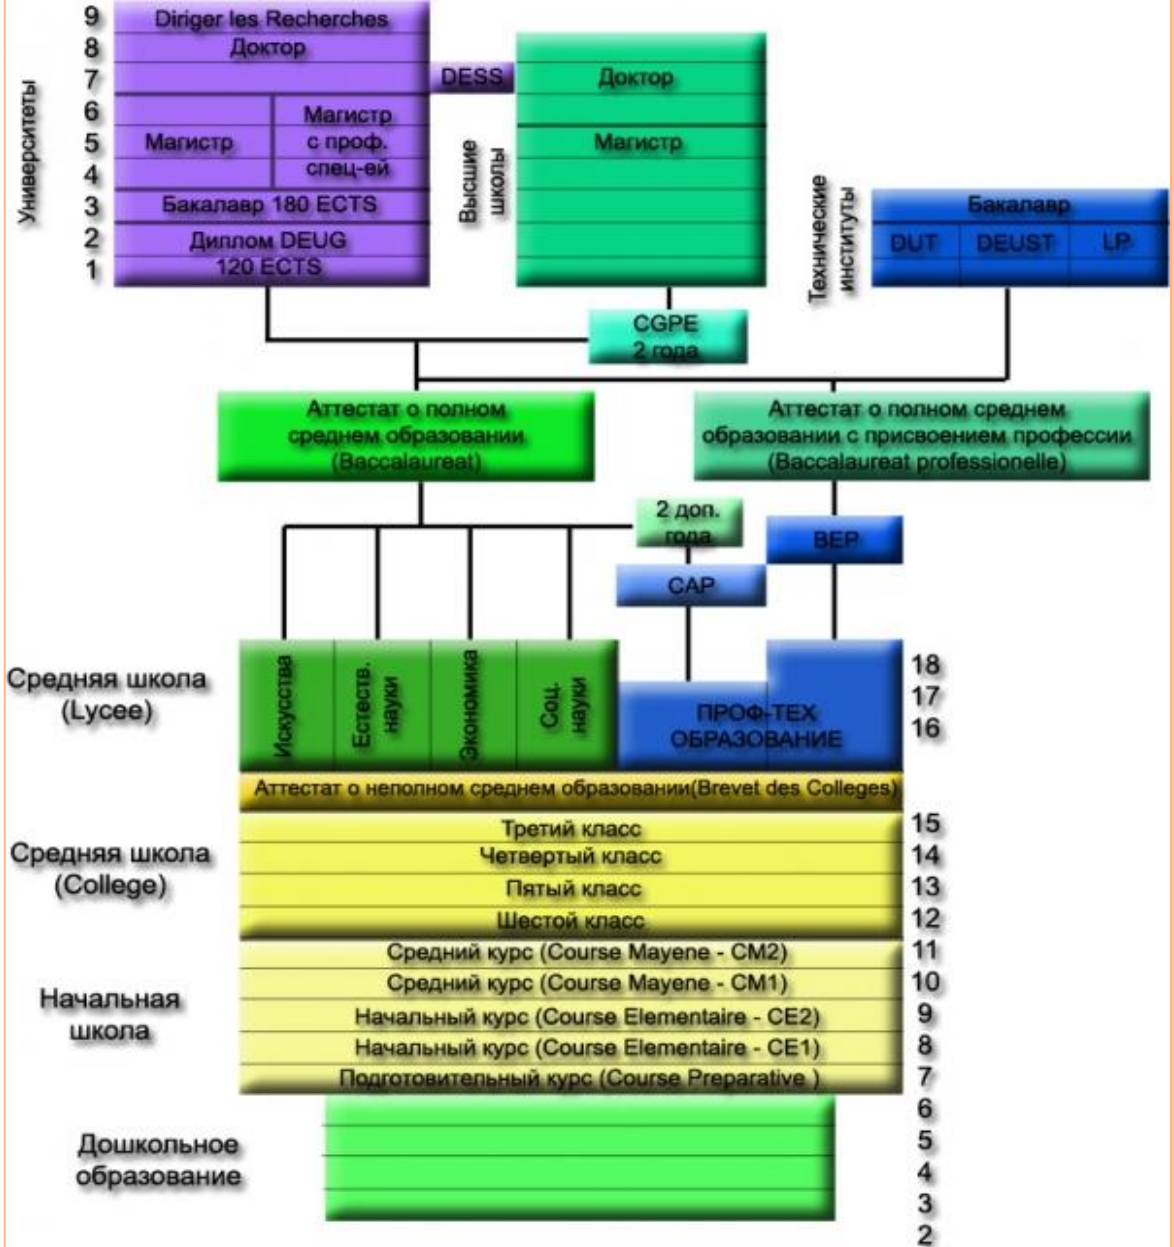 9
Diriger les Recherches
8
Доктор
7
DESS
Доктор
6
Магистр
5
Магистр
с проф.
Магистр
4
спец-ей
Университеты
Высшие
школы
3
Бакалавр 180 ECTS
Бакалавр
2
Диплом DEUG
DUT
DEUST
LP
1
120 ECTS
Технические
институты
CGPE
2 года
Аттестат о полном
среднем образовании
(Baccalaureat)
Аттестат о полном среднем
образовании с присвоением профессии
(Baccalaureat professionelle)
2 доп.
года
BEP
CAP
Средняя школа
(Lycee)
Искусства
Естеств.
науки
Экономика
Соц.
науки
ПРОФ-ТЕХ
ОБРАЗОВАНИЕ
18
17
16
Аттестат о неполном среднем образовании(Brevet des Colleges)
Средняя школа
(College)
Третий класс
15
Четвертый класс
14
Пятый класс
13
Шестой класс
12
Начальная
школа
Средний курс (Course Mayene - CM2)
11
Средний курс (Course Mayene - CM1)
10
Начальный курс (Course Elementaire - CE2)
9
Начальный курс (Course Elementaire - CE1)
8
Подготовительный курс (Course Preparative )
7
Дошкольное
образование
6
5
4
3
2